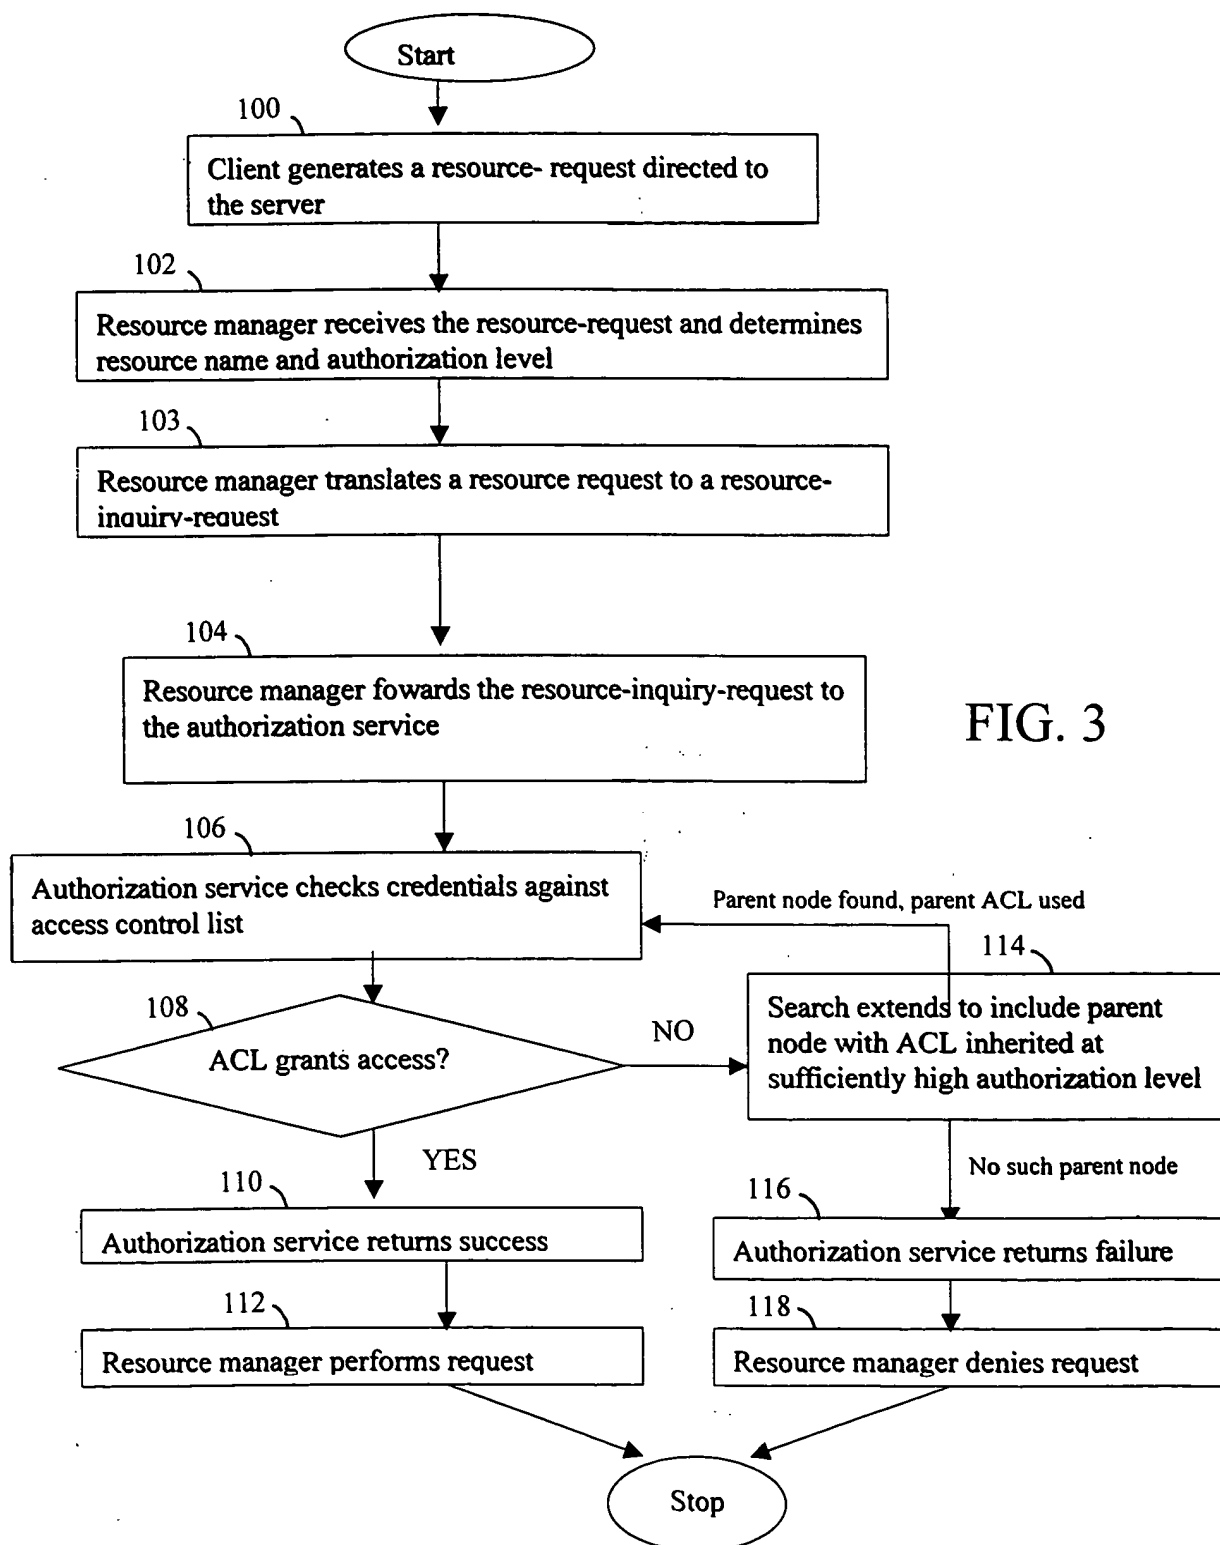 Start
100
Client generates a resource- request directed to
the server
102
Resource manager receives the resource-request and determines
resource name and authorization level
103
Resource manager translates a resource request to a resource-
inquiry-request
104
Resource manager fowards the resource-inquiry-request to
the authorization service
FIG. 3
106
Authorization service checks credentials against
access control list
Parent node found, parent ACL used
114
Search extends to include parent
node with ACL inherited at
sufficiently high authorization level
108
ACL grants access?
NO
YES
No such parent node
110
Authorization service returns success
116
Authorization service returns failure
112
Resource manager performs request
118
Resource manager denies request
Stop